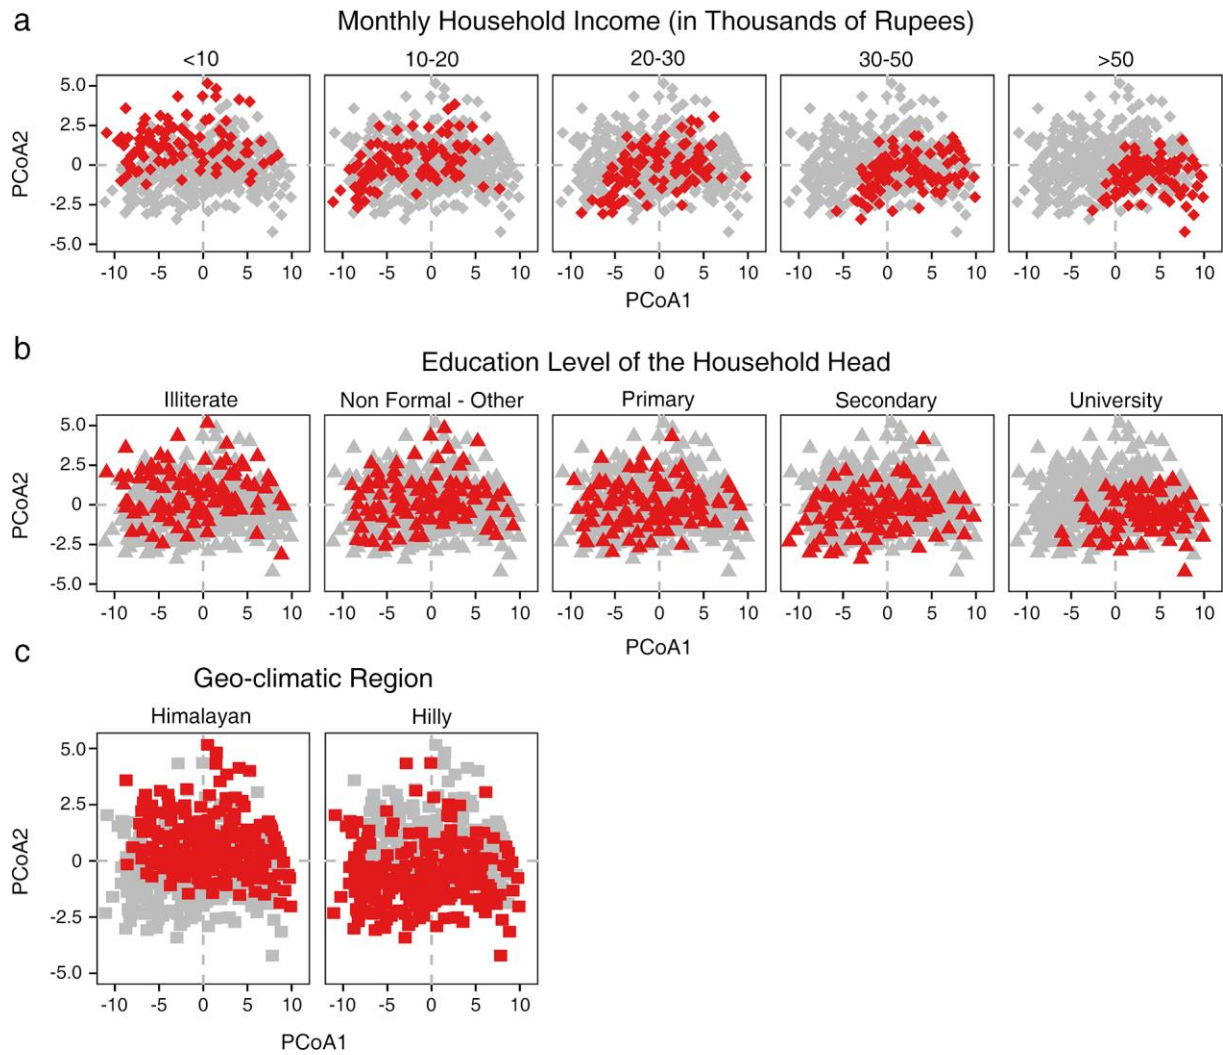 a
Monthly Household Income (in Thousands of Rupees)
<10 10-20 20-30 30-50 >50
5.0
2.5
0
-2.5
-5.0
PCoA2
-10 -5 0 5 10 -10 -5 0 5 10 -10 -5 0 5 10 -10 -5 0 5 10 -10 -5 0 5 10
PCoA1
b
Education Level of the Household Head
Illiterate Non Formal - Other Primary Secondary University
5.0
2.5
0
-2.5
-5.0
PCoA2
-10 -5 0 5 10 -10 -5 0 5 10 -10 -5 0 5 10 -10 -5 0 5 10 -10 -5 0 5 10
PCoA1
c
Geo-climatic Region
Himalayan Hilly
5.0
2.5
0
-2.5
-5.0
PCoA2
-10 -5 0 5 10 -10 -5 0 5 10
PCoA1